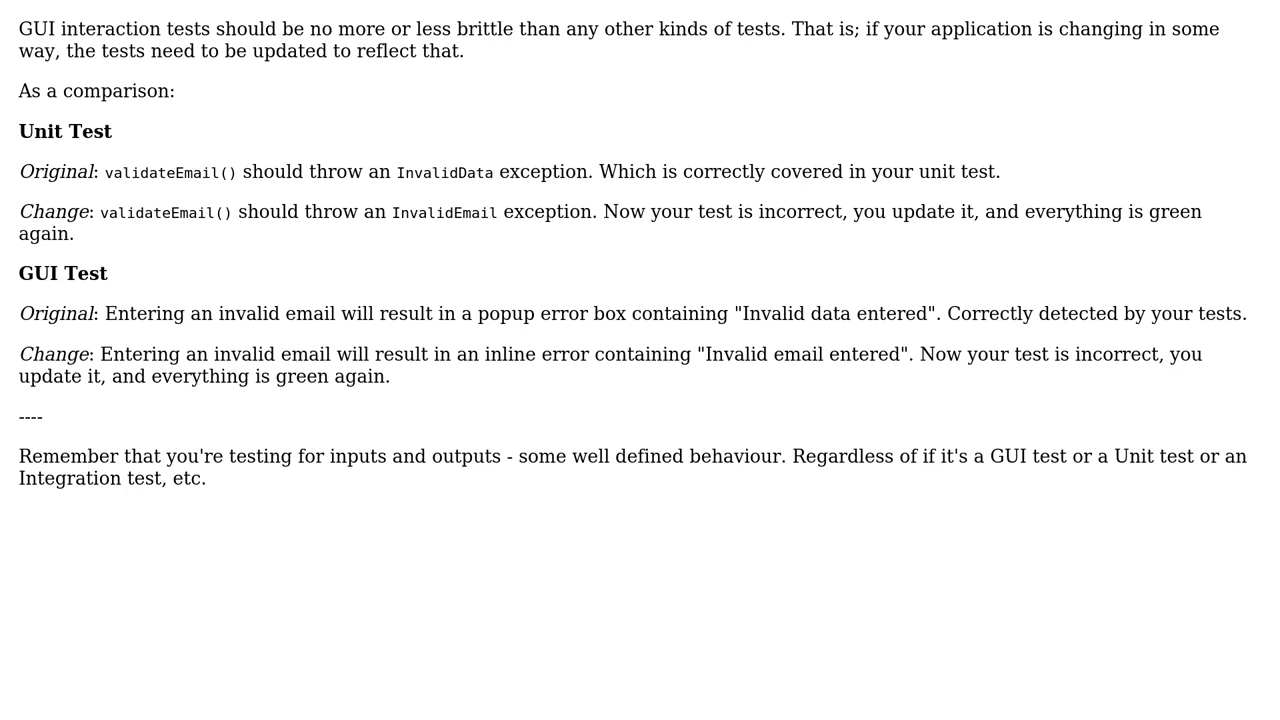 GUI interaction tests should be no more or less brittle than any other kinds of tests. That is; if your application is changing in some
way, the tests need to be updated to reflect that.
As a comparison:
Unit Test
Original: validateEmail() should throw an InvalidData exception. Which is correctly covered in your unit test.
Change: validateEmail() should throw an InvalidEmail exception. Now your test is incorrect, you update it, and everything is green
again.
GUI Test
Original: Entering an invalid email will result in a popup error box containing "Invalid data entered". Correctly detected by your tests.
Change: Entering an invalid email will result in an inline error containing "Invalid email entered". Now your test is incorrect, you
update it, and everything is green again.
----
Remember that you're testing for inputs and outputs - some well defined behaviour. Regardless of if it's a GUI test or a Unit test or an
Integration test, etc.